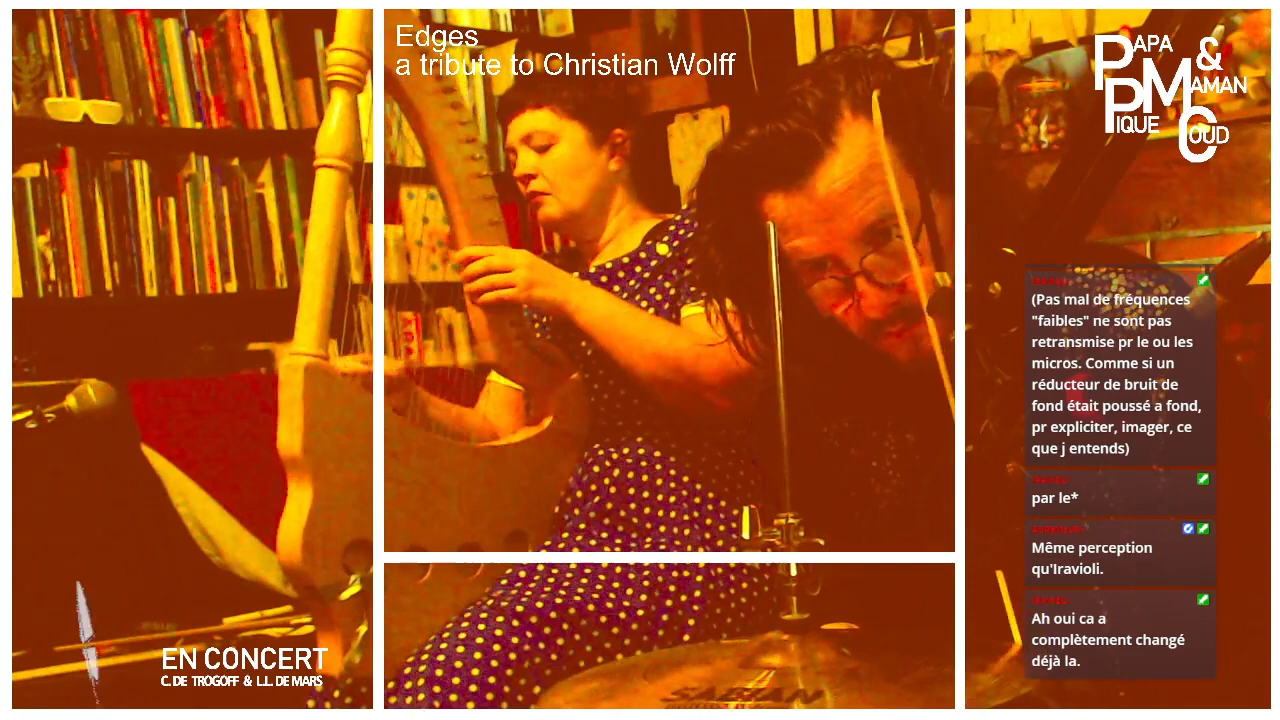 Edges
a tribute to Christian Wolff
PAPA
PIQUE
&
MAMAN
COUD
(Pas mal de fréquences
"faibles" ne sont pas
retransmise pr le ou les
micros. Comme si un
réducteur de bruit de
fond était poussé a fond,
pr expliciter, imager, ce
que j entends)
par le*
Même perception
qu'Iravioli.
Ah oui ca a
complètement changé
déjà la.
EN CONCERT
C. DE TROGOFF & L.L. DE MARS
SABIAN